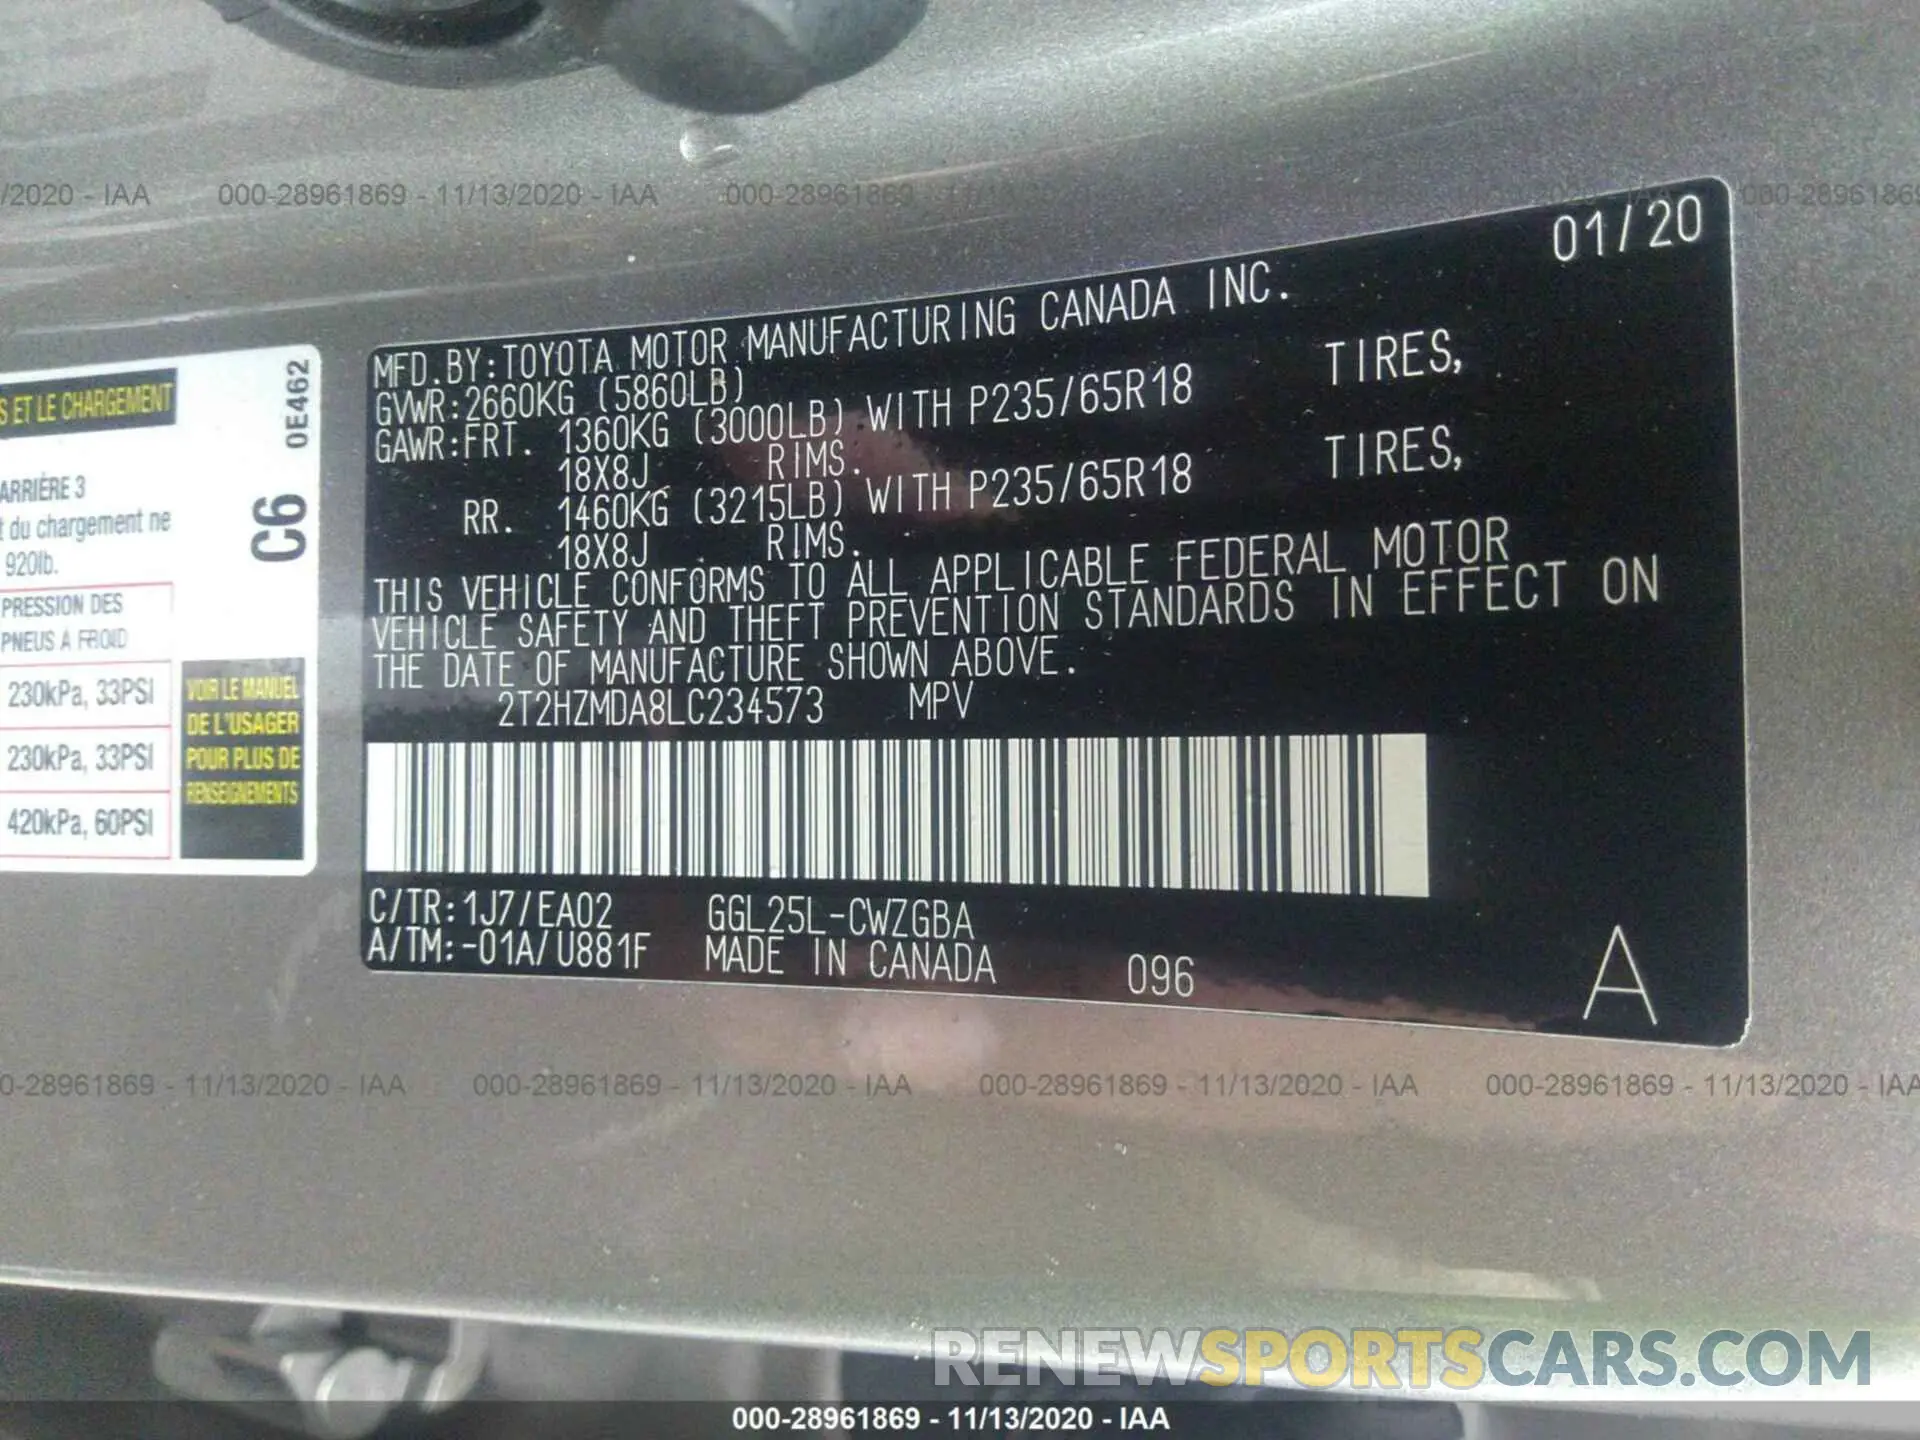 /2020 - IAA 000-28961869 - 11/13/2020 - IAA 000-28961869 - 11/13/2020 - IAA 000-28961869
01/20
MFD.BY:TOYOTA MOTOR MANUFACTURING CANADA INC.
GVWR:2660KG (5860LB)
GAWR:FRT. 1360KG (3000LB) WITH P235/65R18 TIRES,
18X8J RIMS.
RR. 1460KG (3215LB) WITH P235/65R18 TIRES,
18X8J RIMS.
THIS VEHICLE CONFORMS TO ALL APPLICABLE FEDERAL MOTOR
VEHICLE SAFETY AND THEFT PREVENTION STANDARDS IN EFFECT ON
THE DATE OF MANUFACTURE SHOWN ABOVE.
2T2HZMDA8LC234573 MPV
C/TR:1J7/EA02 GGL25L-CWZGBA
A/TM:-01A/U881F MADE IN CANADA 096
A
S ET LE CHARGEMENT
0E462
C6
ARRIÈRE 3
t du chargement ne
920lb.
PRESSION DES
PNEUS À FROID
230kPa, 33PSI
230kPa, 33PSI
420kPa, 60PSI
VOIR LE MANUEL
DE L'USAGER
POUR PLUS DE
RENSEIGNEMENTS
0-28961869 - 11/13/2020 - IAA 000-28961869 - 11/13/2020 - IAA 000-28961869 - 11/13/2020 - IAA 000-28961869 - 11/13/2020 - IAA
RENEWSPORTSCARS.COM
000-28961869 - 11/13/2020 - IAA